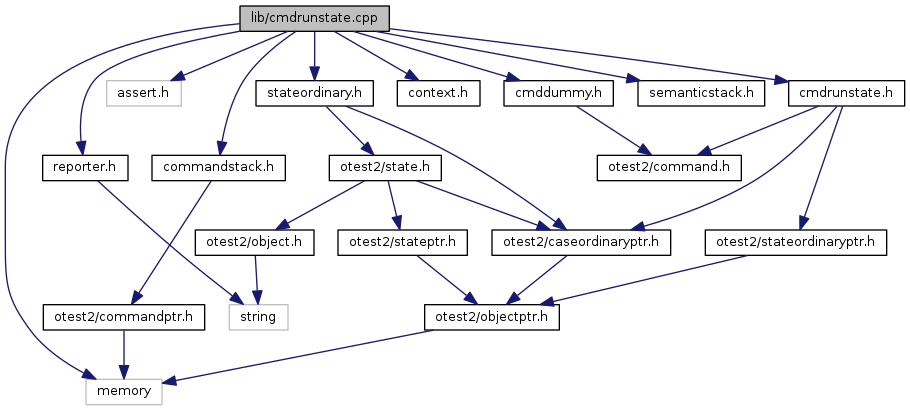 lib/cmdrunstate.cpp
assert.h
stateordinary.h
context.h
cmddummy.h
semanticstack.h
cmdrunstate.h
reporter.h
commandstack.h
otest2/state.h
otest2/command.h
otest2/object.h
otest2/stateptr.h
otest2/caseordinaryptr.h
otest2/stateordinaryptr.h
otest2/commandptr.h
string
otest2/objectptr.h
memory